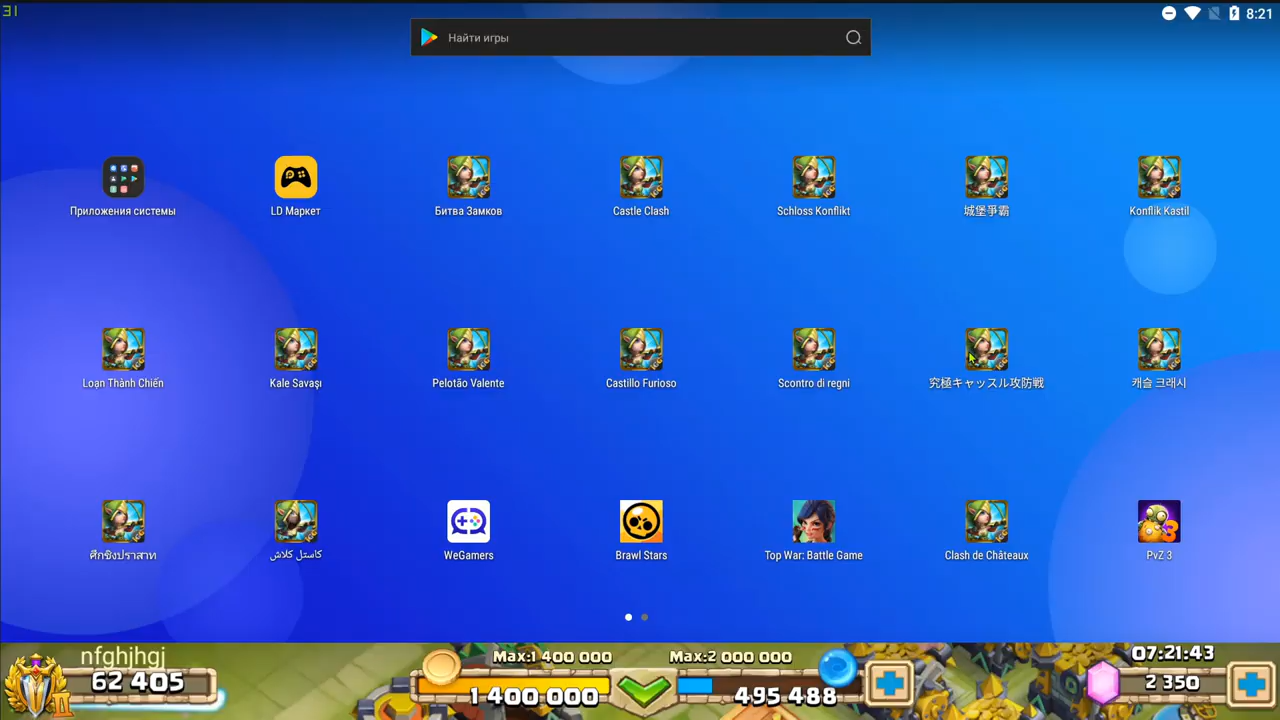 31
8:21
Найти игры
Приложения системы
LD Маркет
Битва Замков
Castle Clash
Schloss Konflikt
城堡爭霸
Konflik Kastil
Loạn Thành Chiến
Kale Savaşı
Pelotão Valente
Castillo Furioso
Scontro di regni
究極キャッスル攻防戦
캐슬 크래시
ศึกชิงปราสาท
كاستل كلاش
WeGamers
Brawl Stars
Top War: Battle Game
Clash de Châteaux
PvZ 3
nfghjhgj
62 405
Max:1 400 000
1 400 000
Max:2 000 000
495 488
07:21:43
2 350